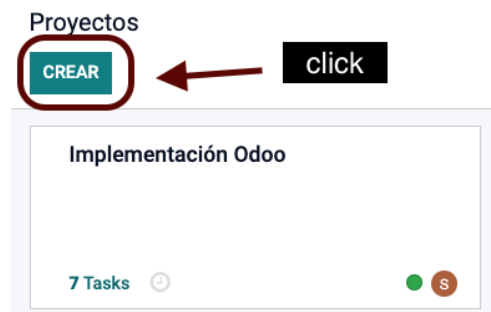 Proyectos
CREAR
click
Implementación Odoo
7 Tasks
S